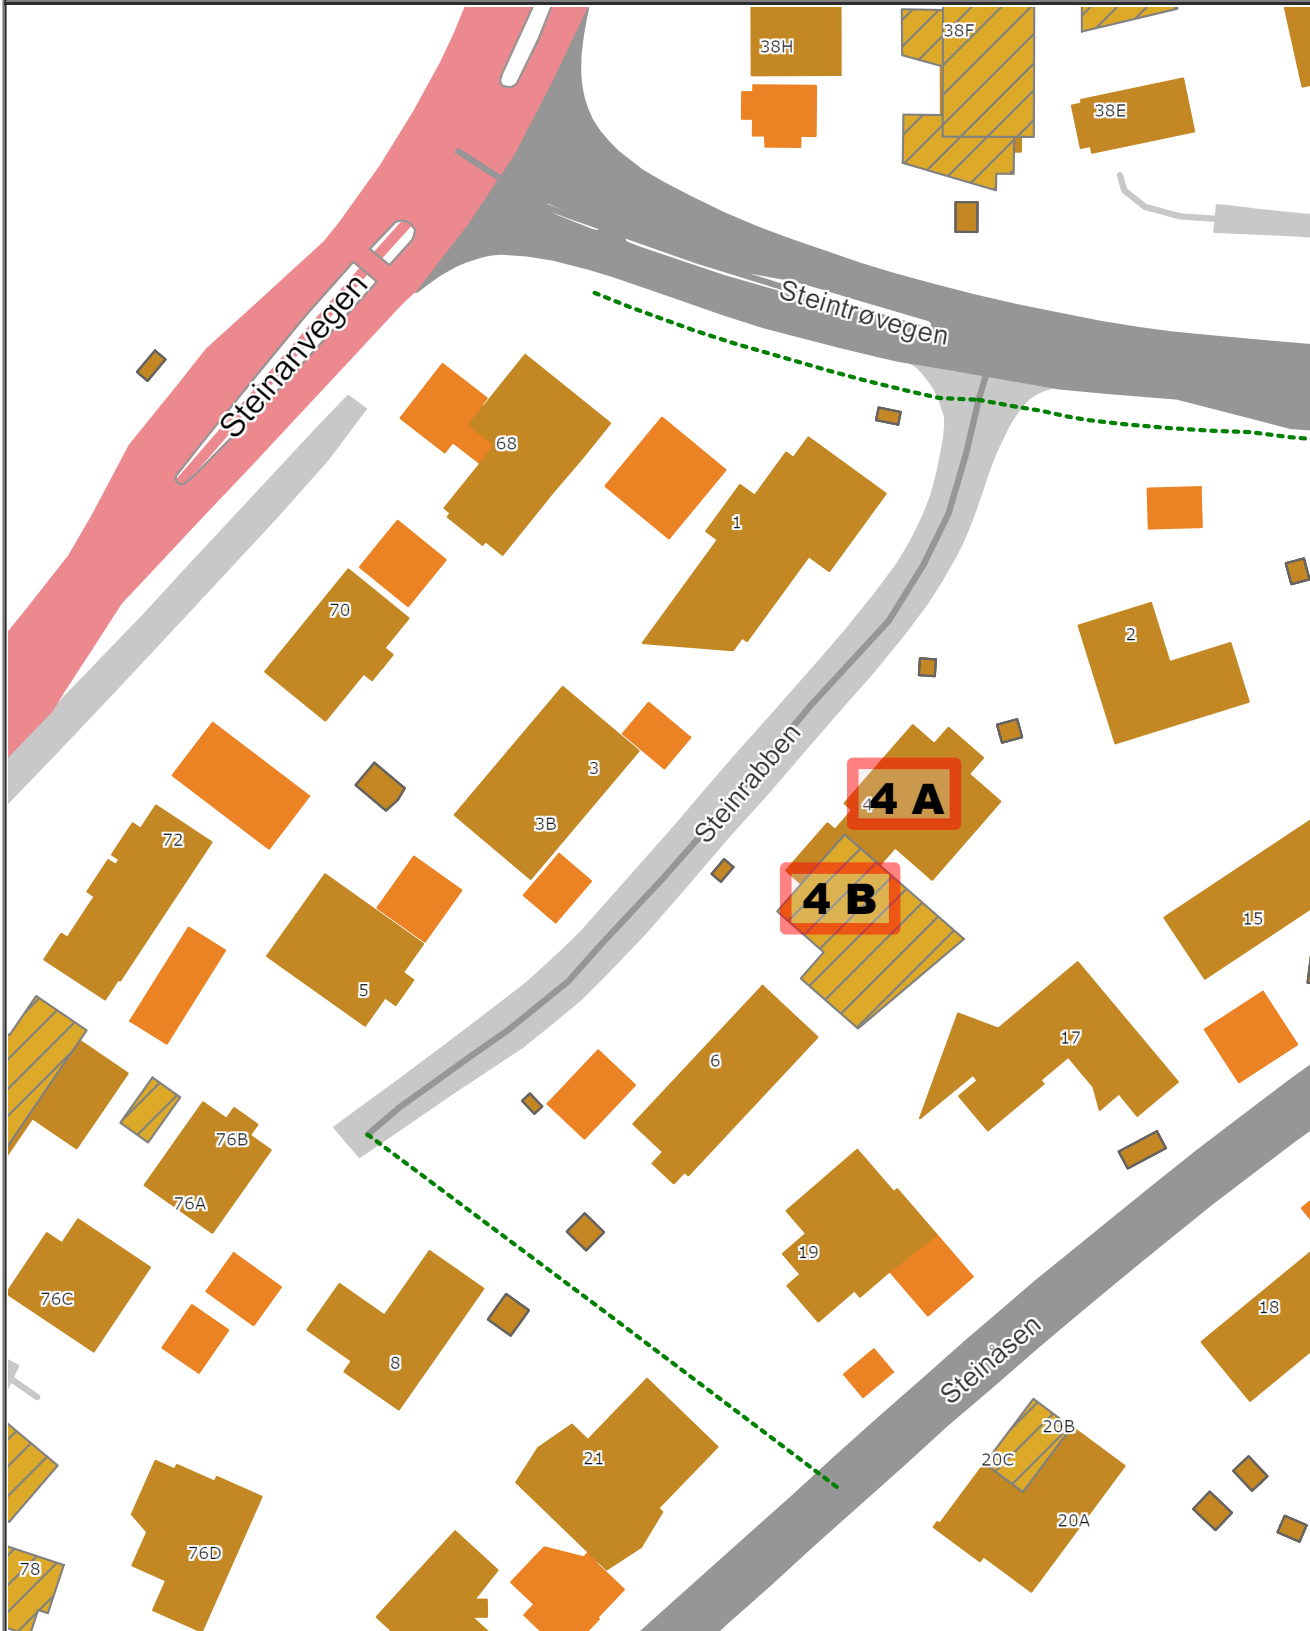 38H
38F
38E
Steinanvegen
Steintrøvegen
68
1
70
2
3
3B
Steinrabben
4 A
4 B
72
15
5
17
6
76B
76A
19
76C
18
8
Steinåsen
21
20B
20C
20A
76D
78